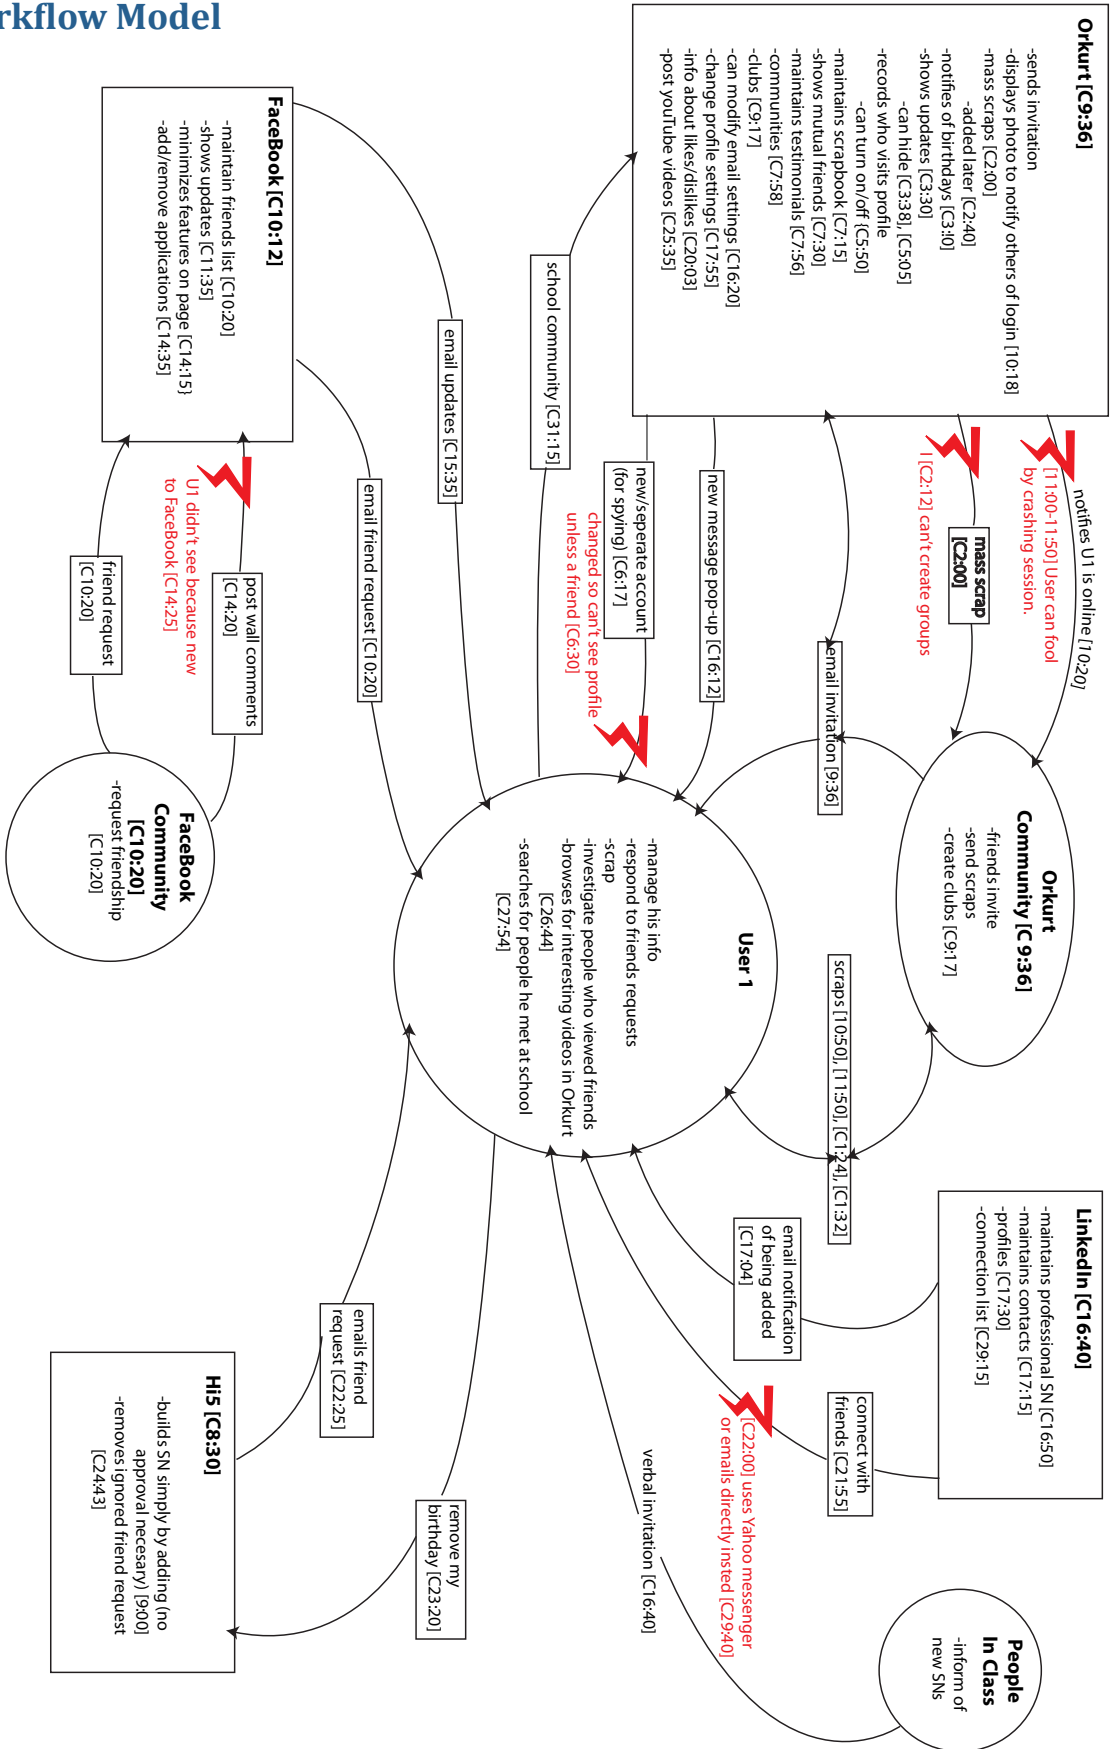 rkflow Model
Orkurt [C9:36]
-sends invitation
-displays photo to notify others of login [10:18]
-mass scraps [C2:00]
-added later [C2:40]
-notifies of birthdays [C3:!0]
-shows updates [C3:30]
-can hide [C3:38], [C5:05]
-records who visits profile
-can turn on/off {C5:50]
-maintains scrapbook [C7:15]
-shows mutual friends [C7:30]
-maintains testimonials [C7:56]
-communities [C7:58]
-clubs [C9:17]
-can modify email settings [C16:20]
-change profile settings [C17:55]
-info about likes/dislikes [C20:03]
-post youTube videos [C25:35]
notifies U1 is online [10:20]
[11:00-11:50] User can fool
by crashing session.
mass scrap
[C2:00]
I [C2:12] can't create groups
email invitation [9:36]
new message pop-up [C16:12]
new/seperate account
(for spying) [C6:17]
changed so can't see profile
unless a friend [C6:30]
school community [C31:15]
Orkurt
Community [C 9:36]
-friends invite
-send scraps
-create clubs [C9:17]
scraps [10:50], [11:50], [C1:24], [C1:32]
LinkedIn [C16:40]
-maintains professional SN [C16:50]
-maintains contacts [C17:15]
-profiles [C17:30]
-connection list [C29:15]
email notification
of being added
[C17:04]
connect with
friends [C21:55]
[C22:00] uses Yahoo messenger
or emails directly insted [C29:40]
People
In Class
-inform of
new SNs
verbal invitation [C16:40]
User 1
-manage his info
-respond to friends requests
-scrap
-investigate people who viewed friends
-browses for interesting videos in Orkurt
[C26:44]
-searches for people he met at school
[C27:54]
FaceBook [C10:12]
-maintain friends list [C10:20]
-shows updates [C11:35]
-minimizes features on page [C14:15}
-add/remove applications [C14:35]
email updates [C15:35]
email friend request [C10:20]
post wall comments
[C14:20]
U1 didn't see because new
to FaceBook [C14:25]
friend request
[C10:20]
FaceBook
Community
[C10:20]
-request friendship
[C10:20]
emails friend
request [C22:25]
remove my
birthday [C23:20]
Hi5 [C8:30]
-builds SN simply by adding (no
approval necesary) [9:00]
-removes ignored friend request
[C24:43]